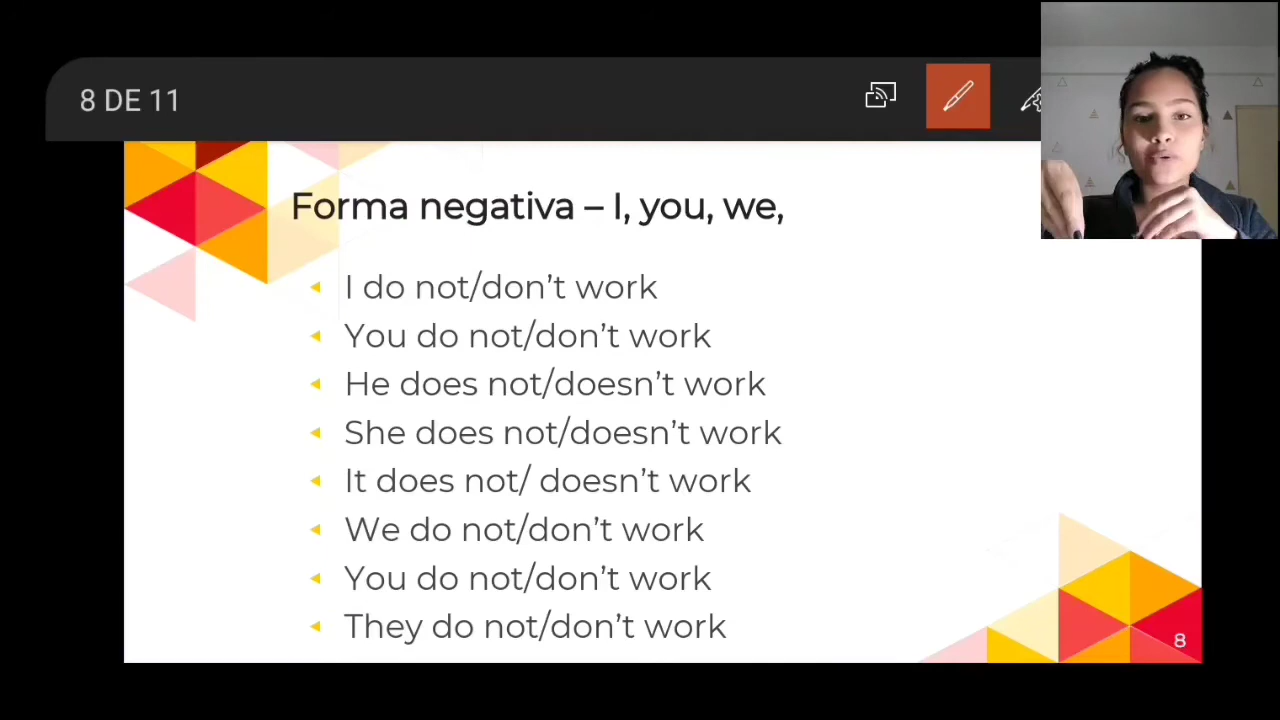 8 DE 11
Forma negativa – I, you, we,
I do not/don’t work
You do not/don’t work
He does not/doesn’t work
She does not/doesn’t work
It does not/ doesn’t work
We do not/don’t work
You do not/don’t work
They do not/don’t work
8